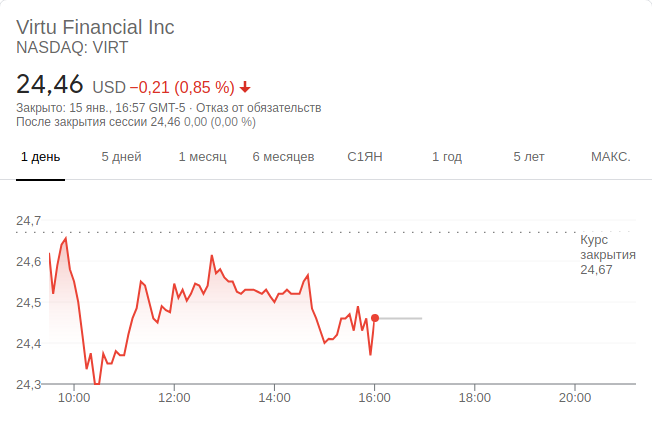 Virtu Financial Inc
NASDAQ: VIRT
24,46 USD −0,21 (0,85 %)
Закрыто: 15 янв., 16:57 GMT-5 · Отказ от обязательств
После закрытия сессии 24,46 0,00 (0,00 %)
1 день 5 дней 1 месяц 6 месяцев С1ЯН 1 год 5 лет МАКС.
24,7
Курс
закрытия
24,67
24,6
24,5
24,4
24,3
10:00 12:00 14:00 16:00 18:00 20:00